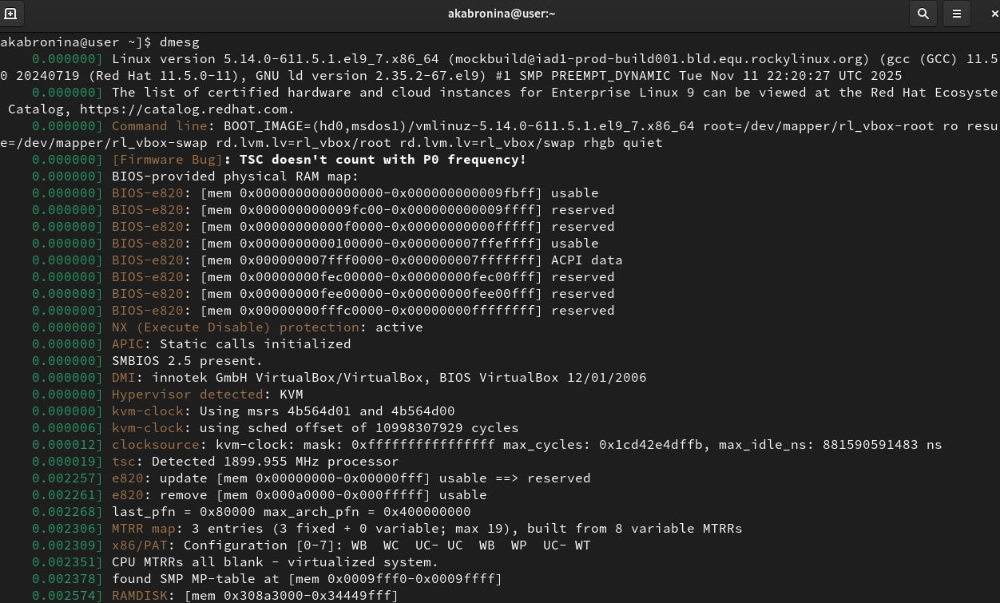 akabronina@user:~
akabronina@user ~]$ dmesg
0.000000] Linux version 5.14.0-611.5.1.el9_7.x86_64 (mockbuild@iad1-prod-build001.bld.equ.rockylinux.org) (gcc (GCC) 11.5
0 20240719 (Red Hat 11.5.0-11), GNU ld version 2.35.2-67.el9) #1 SMP PREEMPT_DYNAMIC Tue Nov 11 22:20:27 UTC 2025
0.000000] The list of certified hardware and cloud instances for Enterprise Linux 9 can be viewed at the Red Hat Ecosyste
Catalog, https://catalog.redhat.com.
0.000000] Command line: BOOT_IMAGE=(hd0,msdos1)/vmlinuz-5.14.0-611.5.1.el9_7.x86_64 root=/dev/mapper/rl_vbox-root ro resu
e=/dev/mapper/rl_vbox-swap rd.lvm.lv=rl_vbox/root rd.lvm.lv=rl_vbox/swap rhgb quiet
0.000000] [Firmware Bug]: TSC doesn't count with P0 frequency!
0.000000] BIOS-provided physical RAM map:
0.000000] BIOS-e820: [mem 0x0000000000000000-0x000000000009fbff] usable
0.000000] BIOS-e820: [mem 0x000000000009fc00-0x000000000009ffff] reserved
0.000000] BIOS-e820: [mem 0x00000000000f0000-0x00000000000fffff] reserved
0.000000] BIOS-e820: [mem 0x0000000000100000-0x000000007ffeffff] usable
0.000000] BIOS-e820: [mem 0x000000007fff0000-0x000000007fffffff] ACPI data
0.000000] BIOS-e820: [mem 0x00000000fec00000-0x00000000fec00fff] reserved
0.000000] BIOS-e820: [mem 0x00000000fee00000-0x00000000fee00fff] reserved
0.000000] BIOS-e820: [mem 0x00000000fffc0000-0x00000000ffffffff] reserved
0.000000] NX (Execute Disable) protection: active
0.000000] APIC: Static calls initialized
0.000000] SMBIOS 2.5 present.
0.000000] DMI: innotek GmbH VirtualBox/VirtualBox, BIOS VirtualBox 12/01/2006
0.000000] Hypervisor detected: KVM
0.000000] kvm-clock: Using msrs 4b564d01 and 4b564d00
0.000006] kvm-clock: using sched offset of 10998307929 cycles
0.000012] clocksource: kvm-clock: mask: 0xffffffffffffffff max_cycles: 0x1cd42e4dffb, max_idle_ns: 881590591483 ns
0.000019] tsc: Detected 1899.955 MHz processor
0.002257] e820: update [mem 0x00000000-0x00000fff] usable ==> reserved
0.002261] e820: remove [mem 0x000a0000-0x000fffff] usable
0.002268] last_pfn = 0x80000 max_arch_pfn = 0x400000000
0.002306] MTRR map: 3 entries (3 fixed + 0 variable; max 19), built from 8 variable MTRRs
0.002309] x86/PAT: Configuration [0-7]: WB  WC  UC- UC  WB  WP  UC- WT
0.002351] CPU MTRRs all blank - virtualized system.
0.002378] found SMP MP-table at [mem 0x0009fff0-0x0009ffff]
0.002574] RAMDISK: [mem 0x308a3000-0x34449fff]